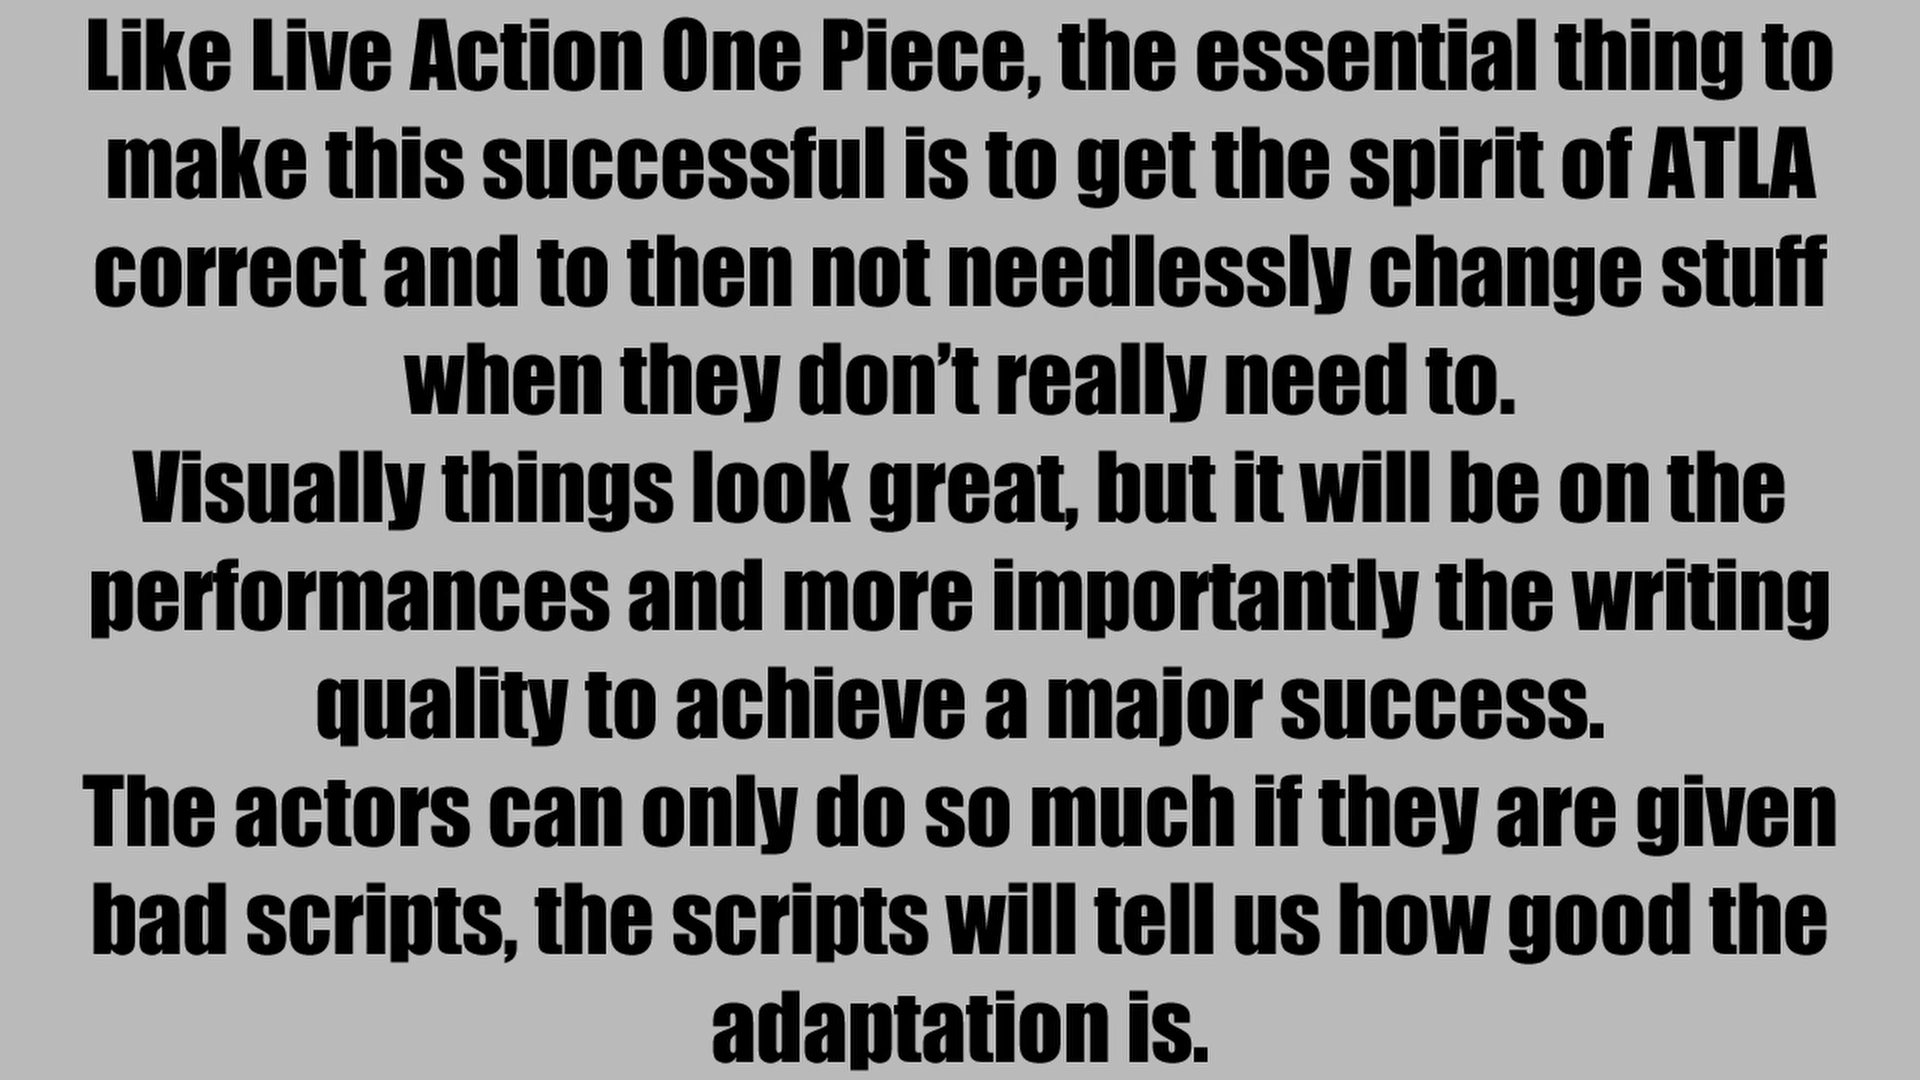 Like Live Action One Piece, the essential thing to
make this successful is to get the spirit of ATLA
correct and to then not needlessly change stuff
when they don’t really need to.
Visually things look great, but it will be on the
performances and more importantly the writing
quality to achieve a major success.
The actors can only do so much if they are given
bad scripts, the scripts will tell us how good the
adaptation is.